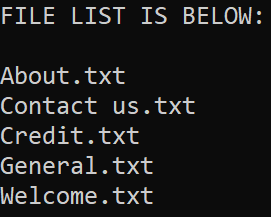 FILE LIST IS BELOW:
About.txt
Contact us.txt
Credit.txt
General.txt
Welcome.txt